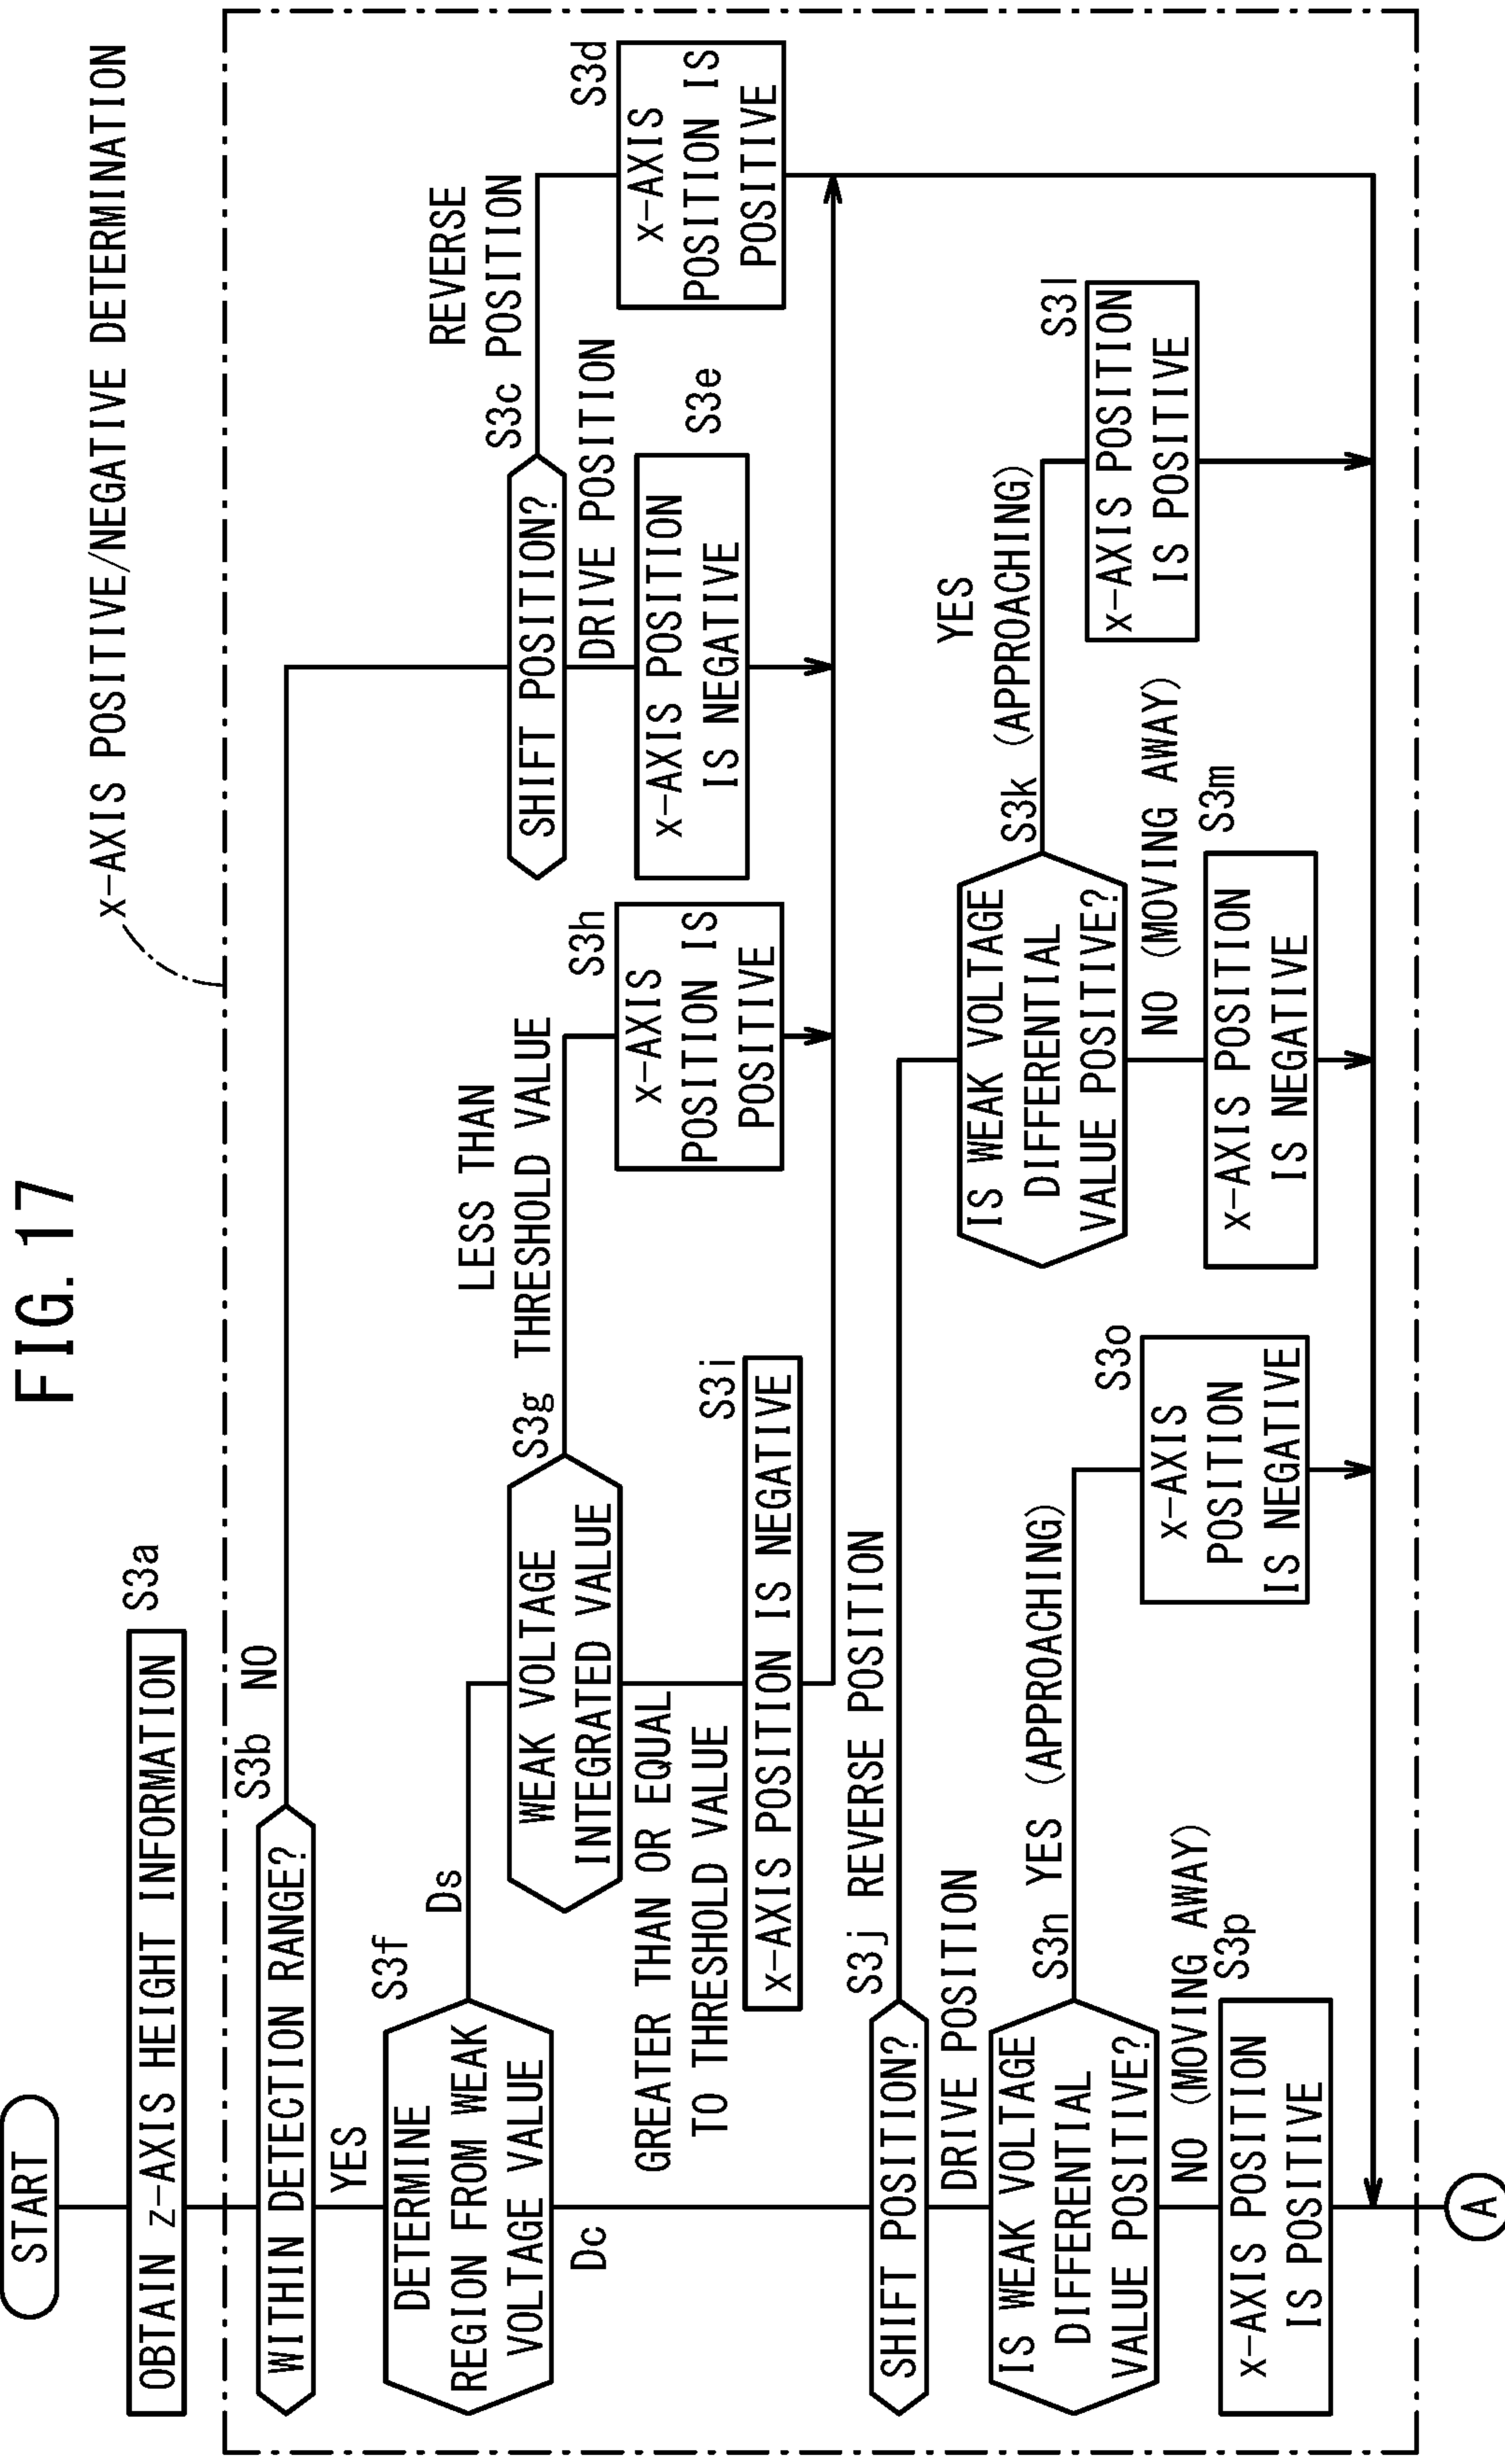 FIG. 17
START
OBTAIN z-AXIS HEIGHT INFORMATION
S3a
x-AXIS POSITIVE/NEGATIVE DETERMINATION
WITHIN DETECTION RANGE?
S3b
NO
YES
DETERMINE
REGION FROM WEAK
VOLTAGE VALUE
S3f
Ds
Dc
WEAK VOLTAGE
INTEGRATED VALUE
S3g
LESS THAN
THRESHOLD VALUE
GREATER THAN OR EQUAL
TO THRESHOLD VALUE
S3h
x-AXIS
POSITION IS
POSITIVE
S3i
x-AXIS POSITION IS NEGATIVE
SHIFT POSITION?
S3c
REVERSE
POSITION
DRIVE POSITION
S3d
x-AXIS
POSITION IS
POSITIVE
S3e
x-AXIS POSITION
IS NEGATIVE
SHIFT POSITION?
S3j
REVERSE POSITION
DRIVE POSITION
IS WEAK VOLTAGE
DIFFERENTIAL
VALUE POSITIVE?
S3k
YES
(APPROACHING)
NO (MOVING AWAY)
S3l
x-AXIS POSITION
IS POSITIVE
S3m
x-AXIS POSITION
IS NEGATIVE
IS WEAK VOLTAGE
DIFFERENTIAL
VALUE POSITIVE?
S3n
YES (APPROACHING)
NO (MOVING AWAY)
S3o
x-AXIS
POSITION
IS NEGATIVE
S3p
x-AXIS POSITION
IS POSITIVE
A